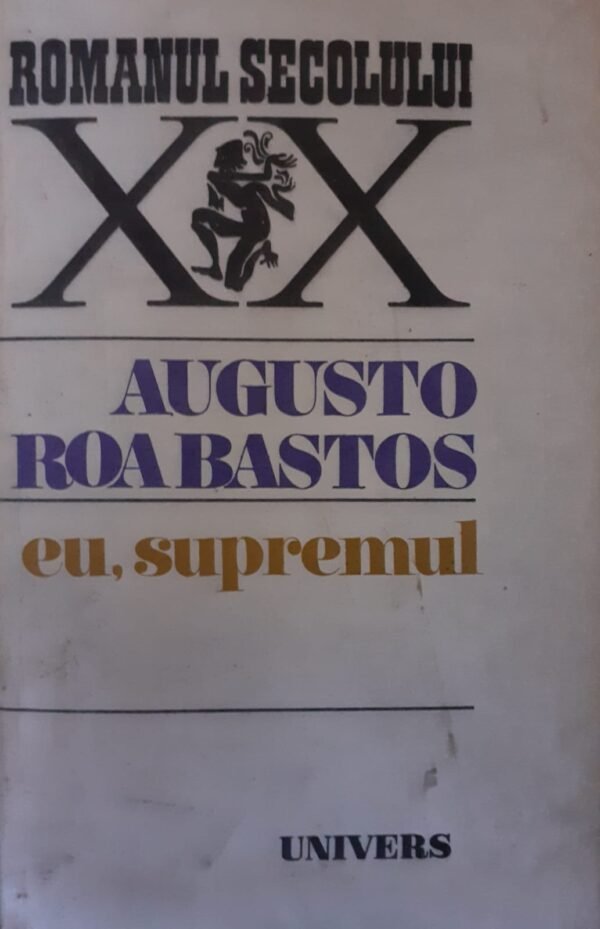 ROMANUL SECOLULUI
XX
AUGUSTO
ROA BASTOS
eu, supremul
UNIVERS